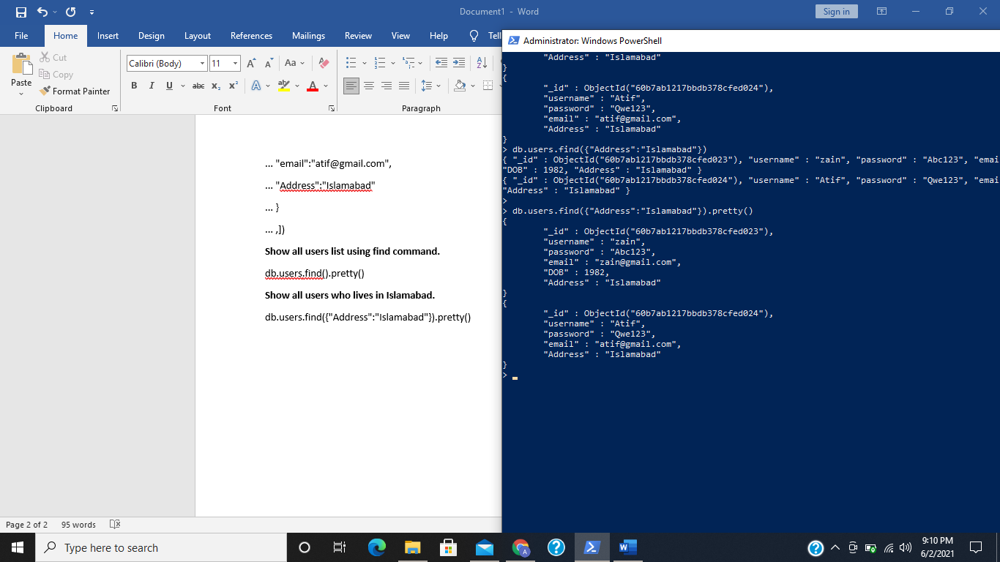 Document1 - Word
Sign in
File Home Insert Design Layout References Mailings Review View Help Tell
Paste
Cut
Copy
Format Painter
Clipboard
Calibri (Body) 11
Font
Paragraph
... "email":"atif@gmail.com",
... "Address":"Islamabad"
... }
... ,])
Show all users list using find command.
db.users.find().pretty()
Show all users who lives in Islamabad.
db.users.find({"Address":"Islamabad"}).pretty()
Page 2 of 2 95 words
Administrator: Windows PowerShell
"Address" : "Islamabad"
}
{
"_id" : ObjectId("60b7ab1217bbdb378cfed024"),
"username" : "Atif",
"password" : "Qwe123",
"email" : "atif@gmail.com",
"Address" : "Islamabad"
}
> db.users.find({"Address":"Islamabad"})
{ "_id" : ObjectId("60b7ab1217bbdb378cfed023"), "username" : "zain", "password" : "Abc123", "emai
"DOB" : 1982, "Address" : "Islamabad" }
{ "_id" : ObjectId("60b7ab1217bbdb378cfed024"), "username" : "Atif", "password" : "Qwe123", "emai
"Address" : "Islamabad" }
>
> db.users.find({"Address":"Islamabad"}).pretty()
{
"_id" : ObjectId("60b7ab1217bbdb378cfed023"),
"username" : "zain",
"password" : "Abc123",
"email" : "zain@gmail.com",
"DOB" : 1982,
"Address" : "Islamabad"
}
{
"_id" : ObjectId("60b7ab1217bbdb378cfed024"),
"username" : "Atif",
"password" : "Qwe123",
"email" : "atif@gmail.com",
"Address" : "Islamabad"
}
>
Type here to search
9:10 PM
6/2/2021